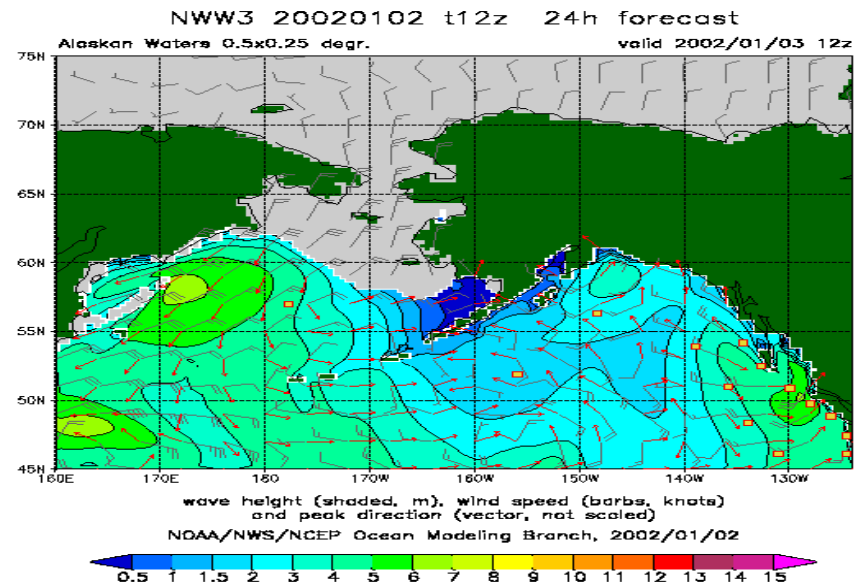 NWW3 20020102 t12z 24h forecast
Alaskan Waters 0.5x0.25 degr. valid 2002/01/03 12z
75N
70N
65N
60N
55N
50N
45N
160E 170E 180 170W 160W 150W 140W 130W
wave height (shaded, m), wind speed (barbs, knots)
and peak direction (vector, not scaled)
NOAA/NWS/NCEP Ocean Modeling Branch, 2002/01/02
0.5 1 1.5 2 3 4 5 6 7 8 9 10 11 12 13 14 15